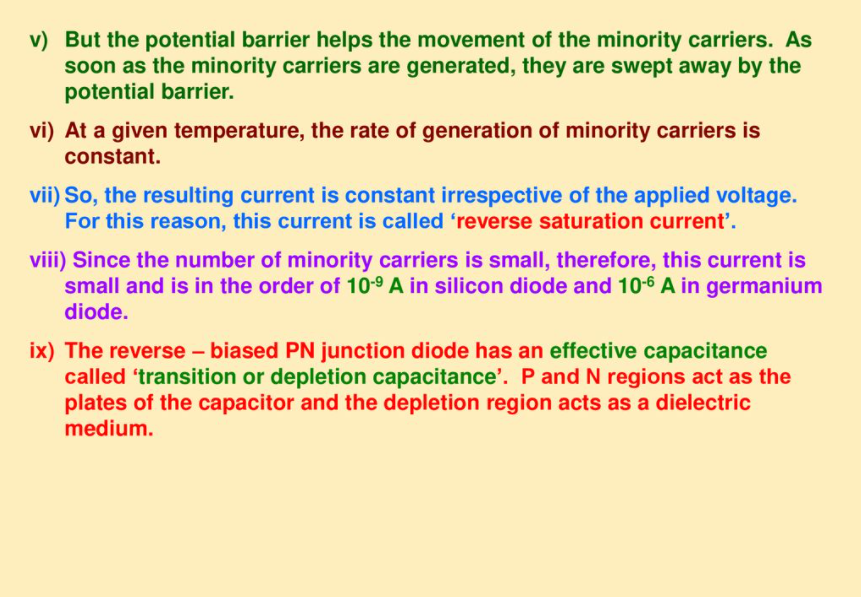 v) But the potential barrier helps the movement of the minority carriers. As
soon as the minority carriers are generated, they are swept away by the
potential barrier.
vi) At a given temperature, the rate of generation of minority carriers is
constant.
vii) So, the resulting current is constant irrespective of the applied voltage.
For this reason, this current is called ‘reverse saturation current’.
viii) Since the number of minority carriers is small, therefore, this current is
small and is in the order of 10⁻⁹ A in silicon diode and 10⁻⁶ A in germanium
diode.
ix) The reverse – biased PN junction diode has an effective capacitance
called ‘transition or depletion capacitance’. P and N regions act as the
plates of the capacitor and the depletion region acts as a dielectric
medium.